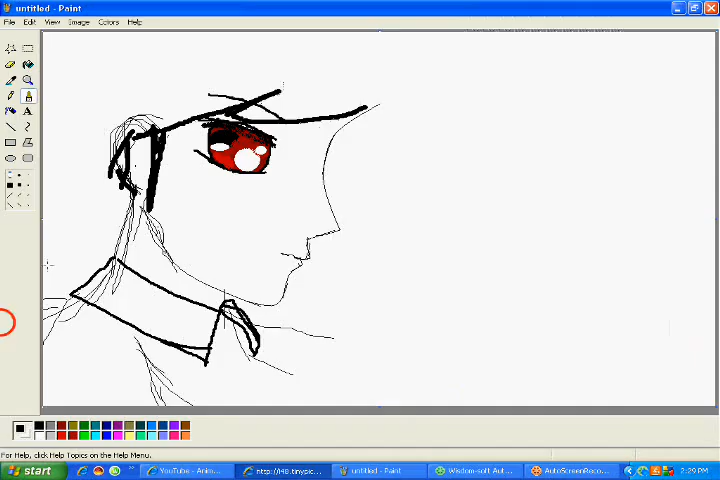 untitled - Paint
File Edit View Image Colors Help
A
For Help, click Help Topics on the Help Menu.
start
YouTube - Anim...
http://i48.tinypic...
untitled - Paint
Wisdom-soft Aut...
AutoScreenReco...
2:29 PM